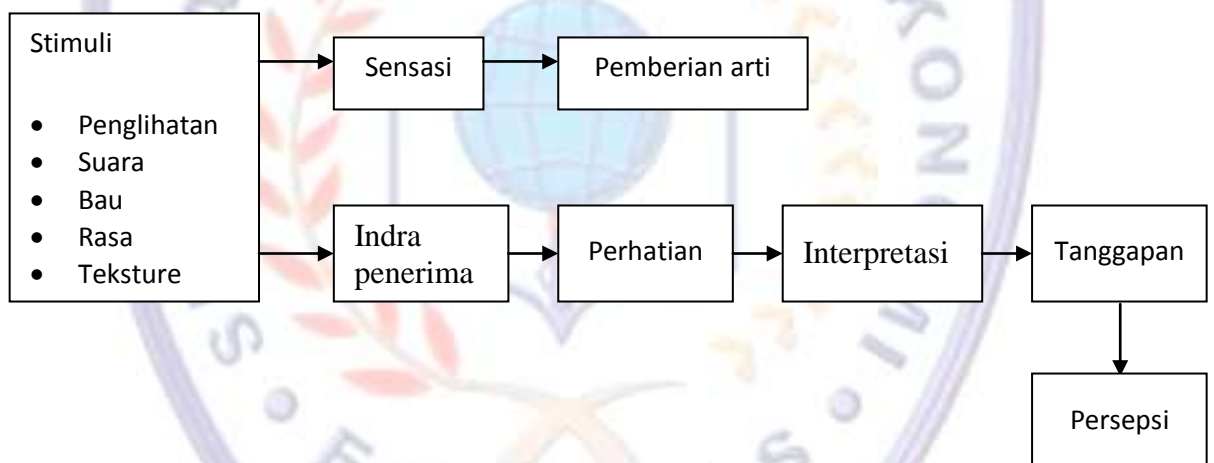 Stimuli
Sensasi
Pemberian arti
• Penglihatan
• Suara
• Bau
• Rasa
• Teksture
Indra
penerima
Perhatian
Interpretasi
Tanggapan
Persepsi